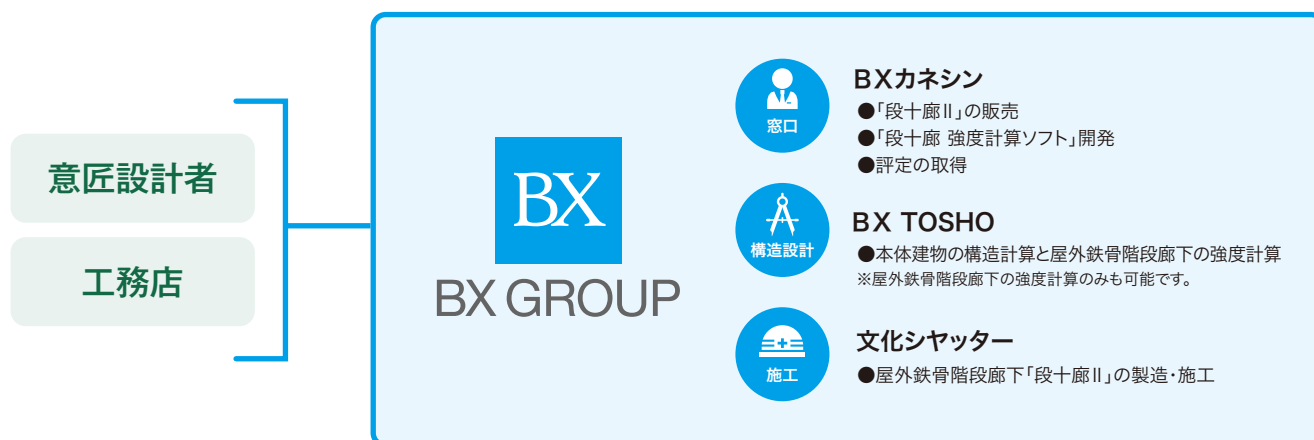 意匠設計者
工務店
BX
BX GROUP
窓口
BXカネシン
●「段十廊Ⅱ」の販売
●「段十廊 強度計算ソフト」開発
●評定の取得
構造設計
BX TOSHO
●本体建物の構造計算と屋外鉄骨階段廊下の強度計算
※屋外鉄骨階段廊下の強度計算のみも可能です。
施工
文化シヤッター
●屋外鉄骨階段廊下「段十廊Ⅱ」の製造・施工